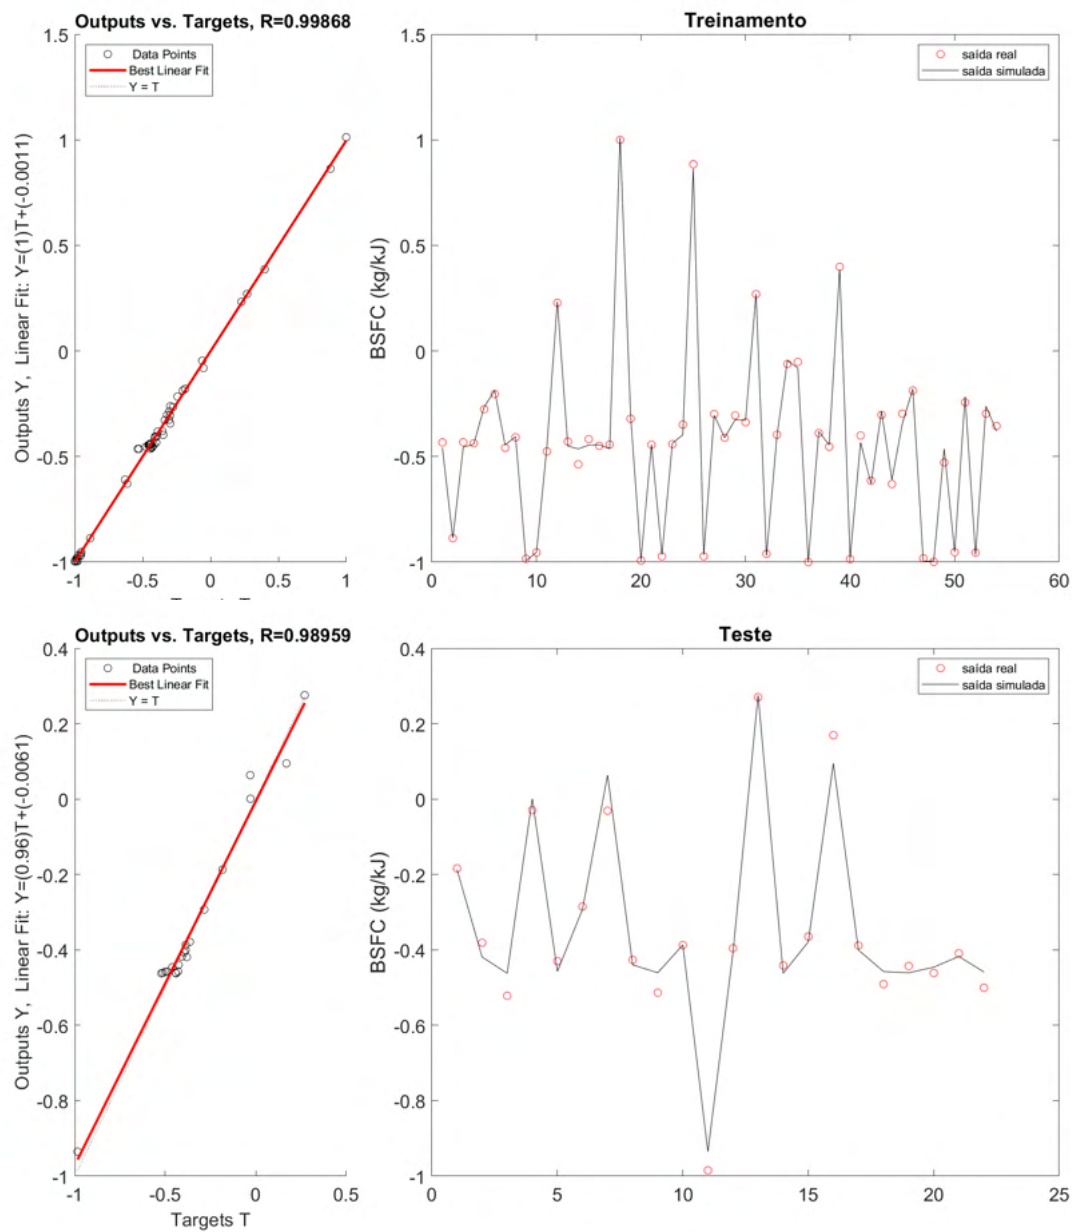 Outputs vs. Targets, R=0.99868
Data Points
Best Linear Fit
Y = T
Outputs Y, Linear Fit: Y=(1)T+(-0.0011)
1.5
1
0.5
0
-0.5
-1
-1
-0.5
0
0.5
1
Targets T
Treinamento
saída real
saída simulada
BSFC (kg/kJ)
1.5
1
0.5
0
-0.5
-1
0
10
20
30
40
50
60
Outputs vs. Targets, R=0.98959
Data Points
Best Linear Fit
Y = T
Outputs Y, Linear Fit: Y=(0.96)T+(-0.0061)
0.4
0.2
0
-0.2
-0.4
-0.6
-0.8
-1
-1
-0.5
0
0.5
Targets T
Teste
saída real
saída simulada
BSFC (kg/kJ)
0.4
0.2
0
-0.2
-0.4
-0.6
-0.8
-1
0
5
10
15
20
25